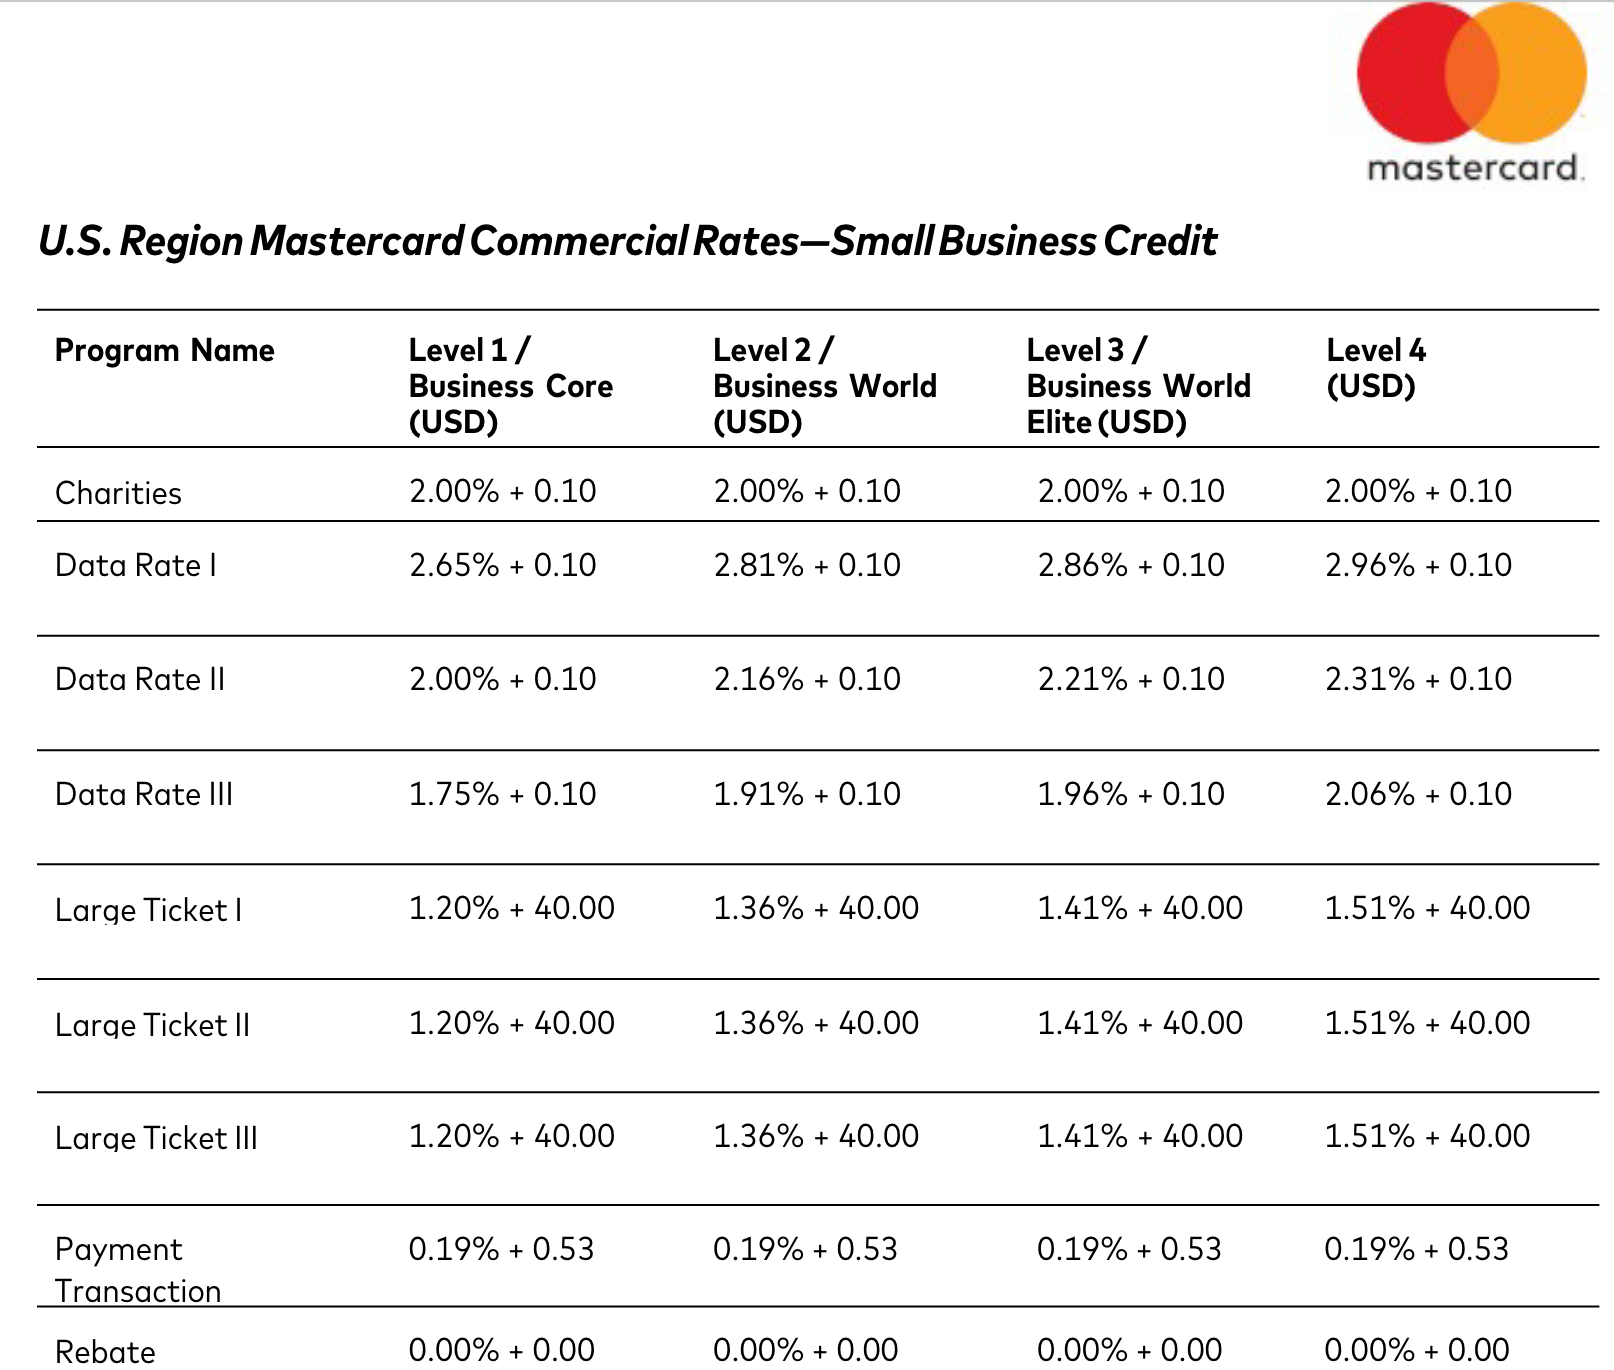 mastercard.
U.S. Region Mastercard Commercial Rates—Small Business Credit
Program Name Level 1 / Business Core (USD) Level 2 / Business World (USD) Level 3 / Business World Elite (USD) Level 4 (USD)
Charities 2.00% + 0.10 2.00% + 0.10 2.00% + 0.10 2.00% + 0.10
Data Rate I 2.65% + 0.10 2.81% + 0.10 2.86% + 0.10 2.96% + 0.10
Data Rate II 2.00% + 0.10 2.16% + 0.10 2.21% + 0.10 2.31% + 0.10
Data Rate III 1.75% + 0.10 1.91% + 0.10 1.96% + 0.10 2.06% + 0.10
Large Ticket I 1.20% + 40.00 1.36% + 40.00 1.41% + 40.00 1.51% + 40.00
Large Ticket II 1.20% + 40.00 1.36% + 40.00 1.41% + 40.00 1.51% + 40.00
Large Ticket III 1.20% + 40.00 1.36% + 40.00 1.41% + 40.00 1.51% + 40.00
Payment Transaction 0.19% + 0.53 0.19% + 0.53 0.19% + 0.53 0.19% + 0.53
Rebate 0.00% + 0.00 0.00% + 0.00 0.00% + 0.00 0.00% + 0.00